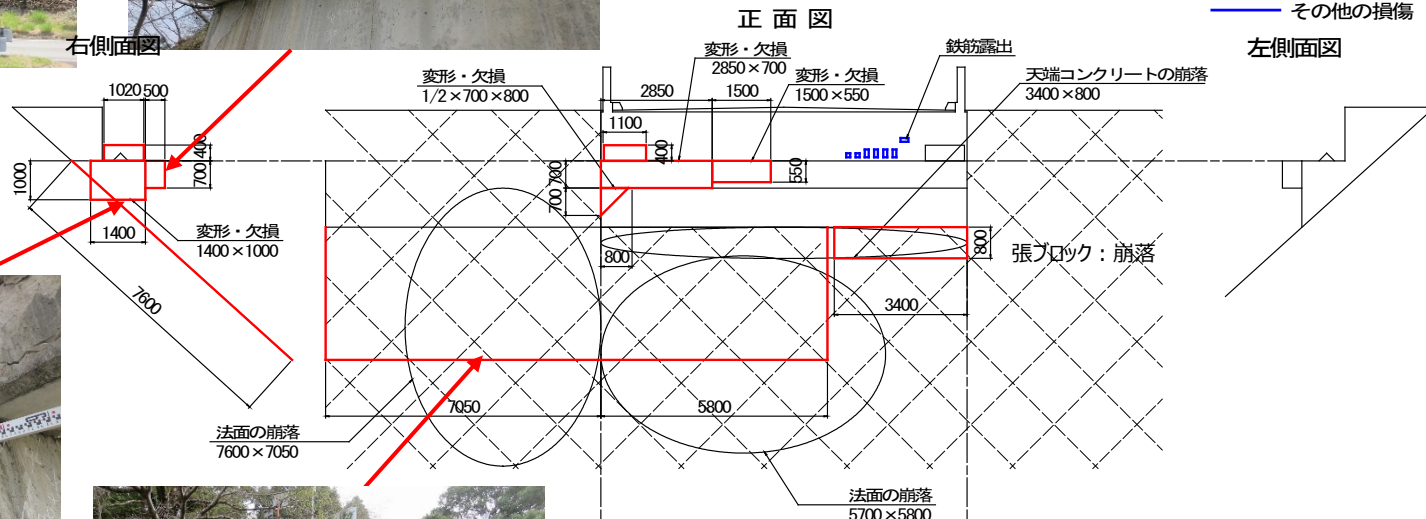 正面図
その他の損傷
右側面図
左側面図
変形・欠損
2850×700
鉄筋露出
変形・欠損
1/2×700×800
変形・欠損
1500×550
天端コンクリートの崩落
3400×800
1020
500
2850
1500
1100
400
400
700
1000
700
700
550
1400
変形・欠損
1400×1000
800
800
張ブロック：崩落
7600
3400
7050
5800
法面の崩落
7600×7050
法面の崩落
5700×5800